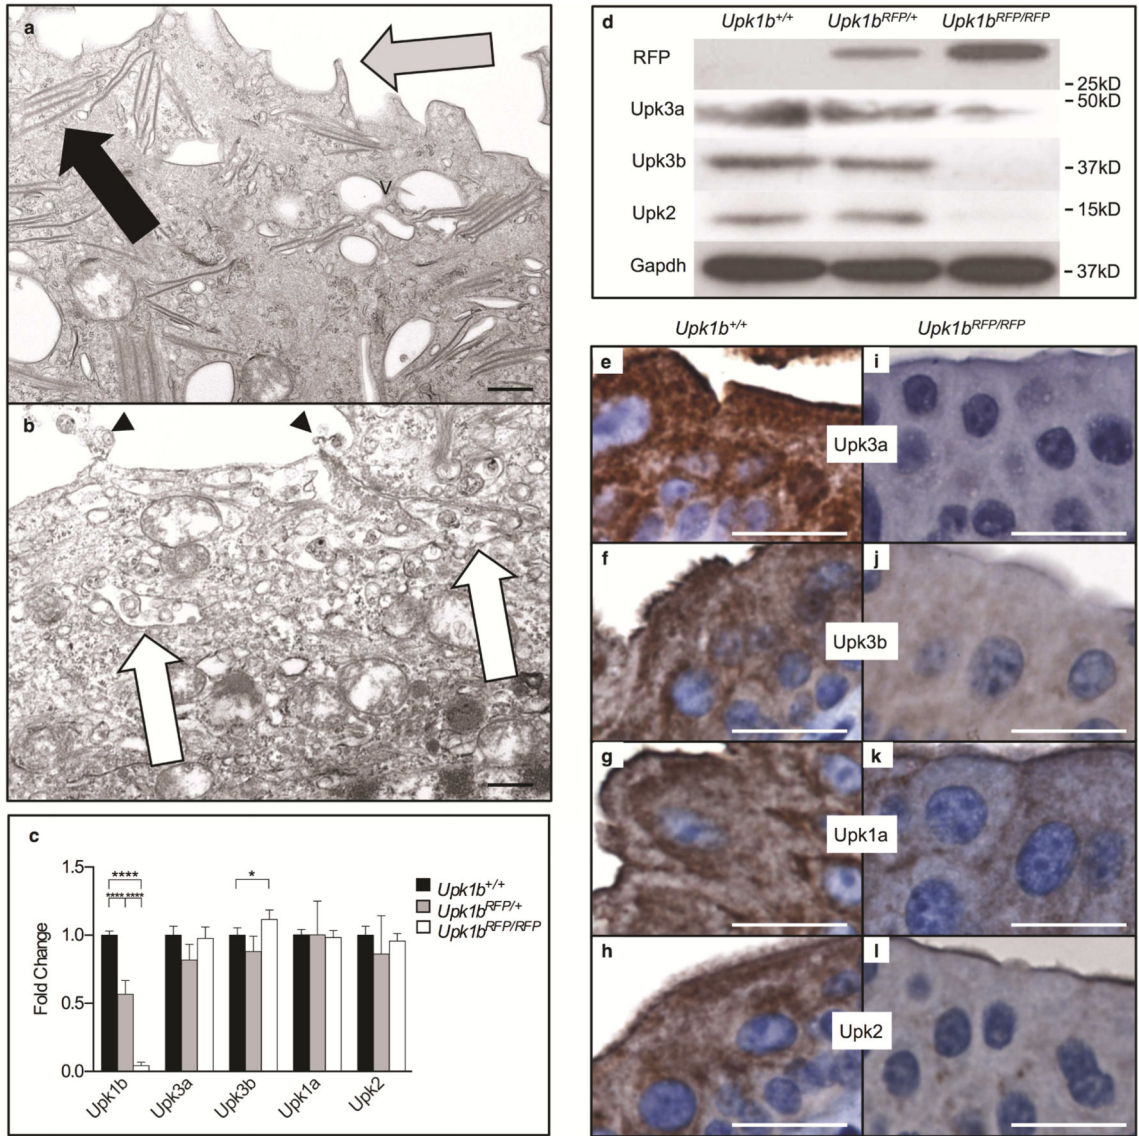 a
V
b
c
1.5
1.0
0.5
0.0
Fold Change
****
**** ****
*
Upk1b+/+
Upk1bRFP/+
Upk1bRFP/RFP
Upk1b
Upk3a
Upk3b
Upk1a
Upk2
d
Upk1b+/+ Upk1bRFP/+ Upk1bRFP/RFP
RFP
- 25kD
Upk3a
- 50kD
Upk3b
- 37kD
Upk2
- 15kD
Gapdh
- 37kD
Upk1b+/+ Upk1bRFP/RFP
e i
Upk3a
f j
Upk3b
g k
Upk1a
h l
Upk2